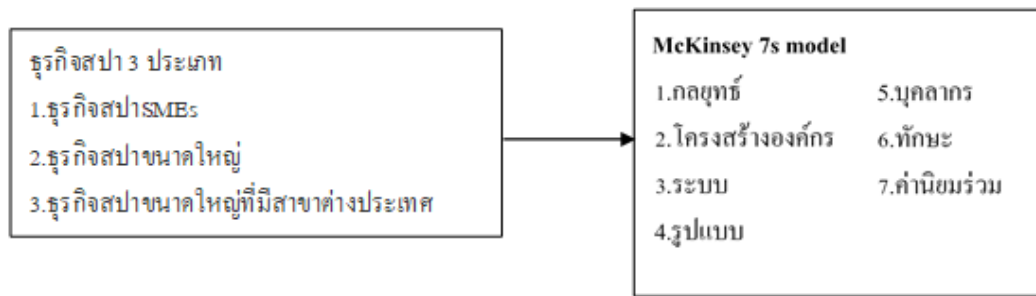 ธุรกิจสปา 3 ประเภท
1.ธุรกิจสปาSMEs
2.ธุรกิจสปาขนาดใหญ่
3.ธุรกิจสปาขนาดใหญ่ที่มีสาขาต่างประเทศ
McKinsey 7s model
1.กลยุทธ์ 5.บุคลากร
2.โครงสร้างองค์กร 6.ทักษะ
3.ระบบ 7.ค่านิยมร่วม
4.รูปแบบ